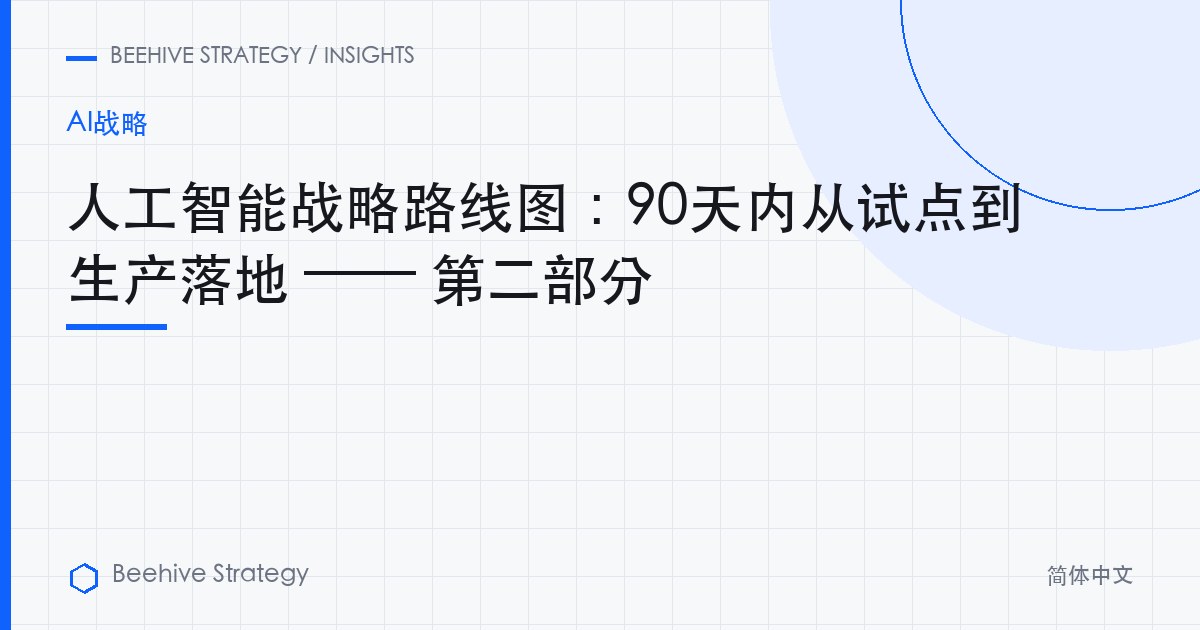 BEEHIVE STRATEGY / INSIGHTS
AI战略
人工智能战略路线图：90天内从试点到
生产落地 —— 第二部分
Beehive Strategy
简体中文